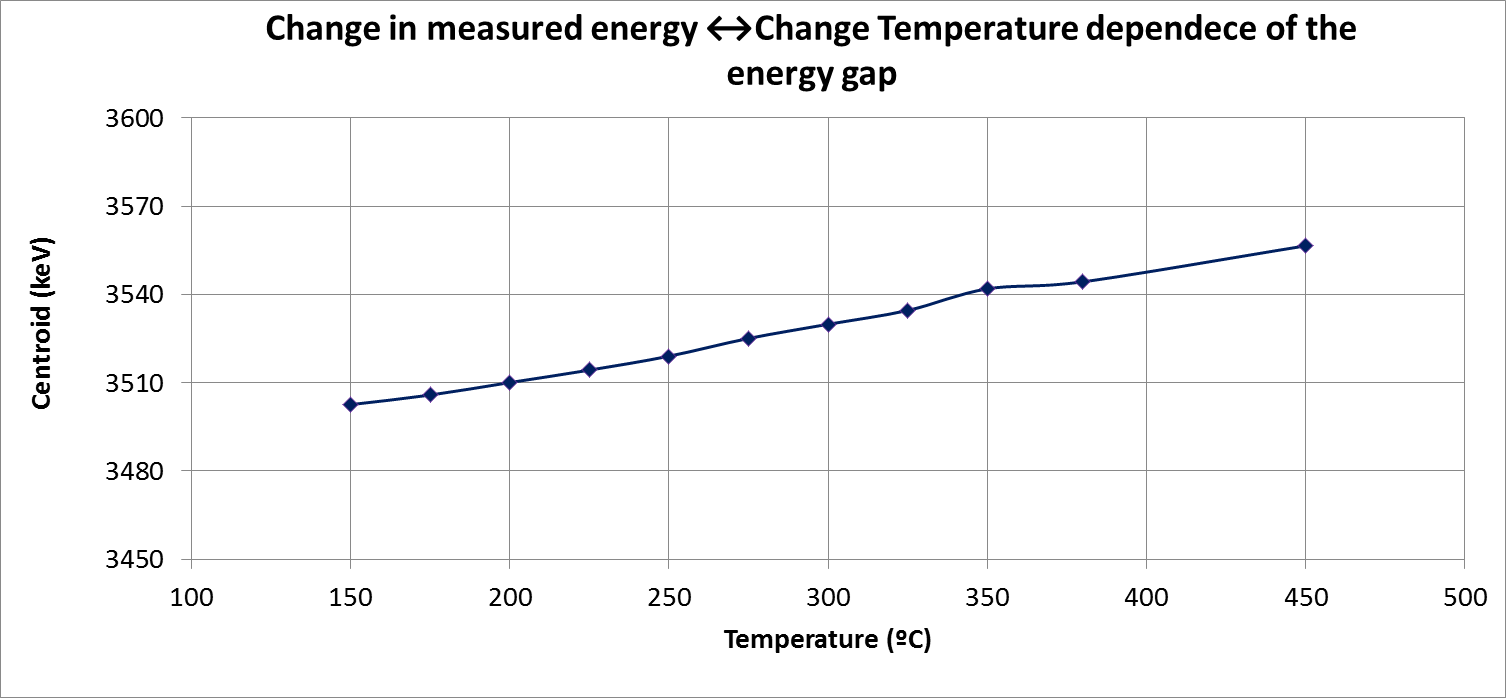 Change in measured energy ↔Change Temperature dependece of the
energy gap
3600
3570
3540
3510
3480
3450
Centroid (keV)
100 150 200 250 300 350 400 450 500
Temperature (ºC)